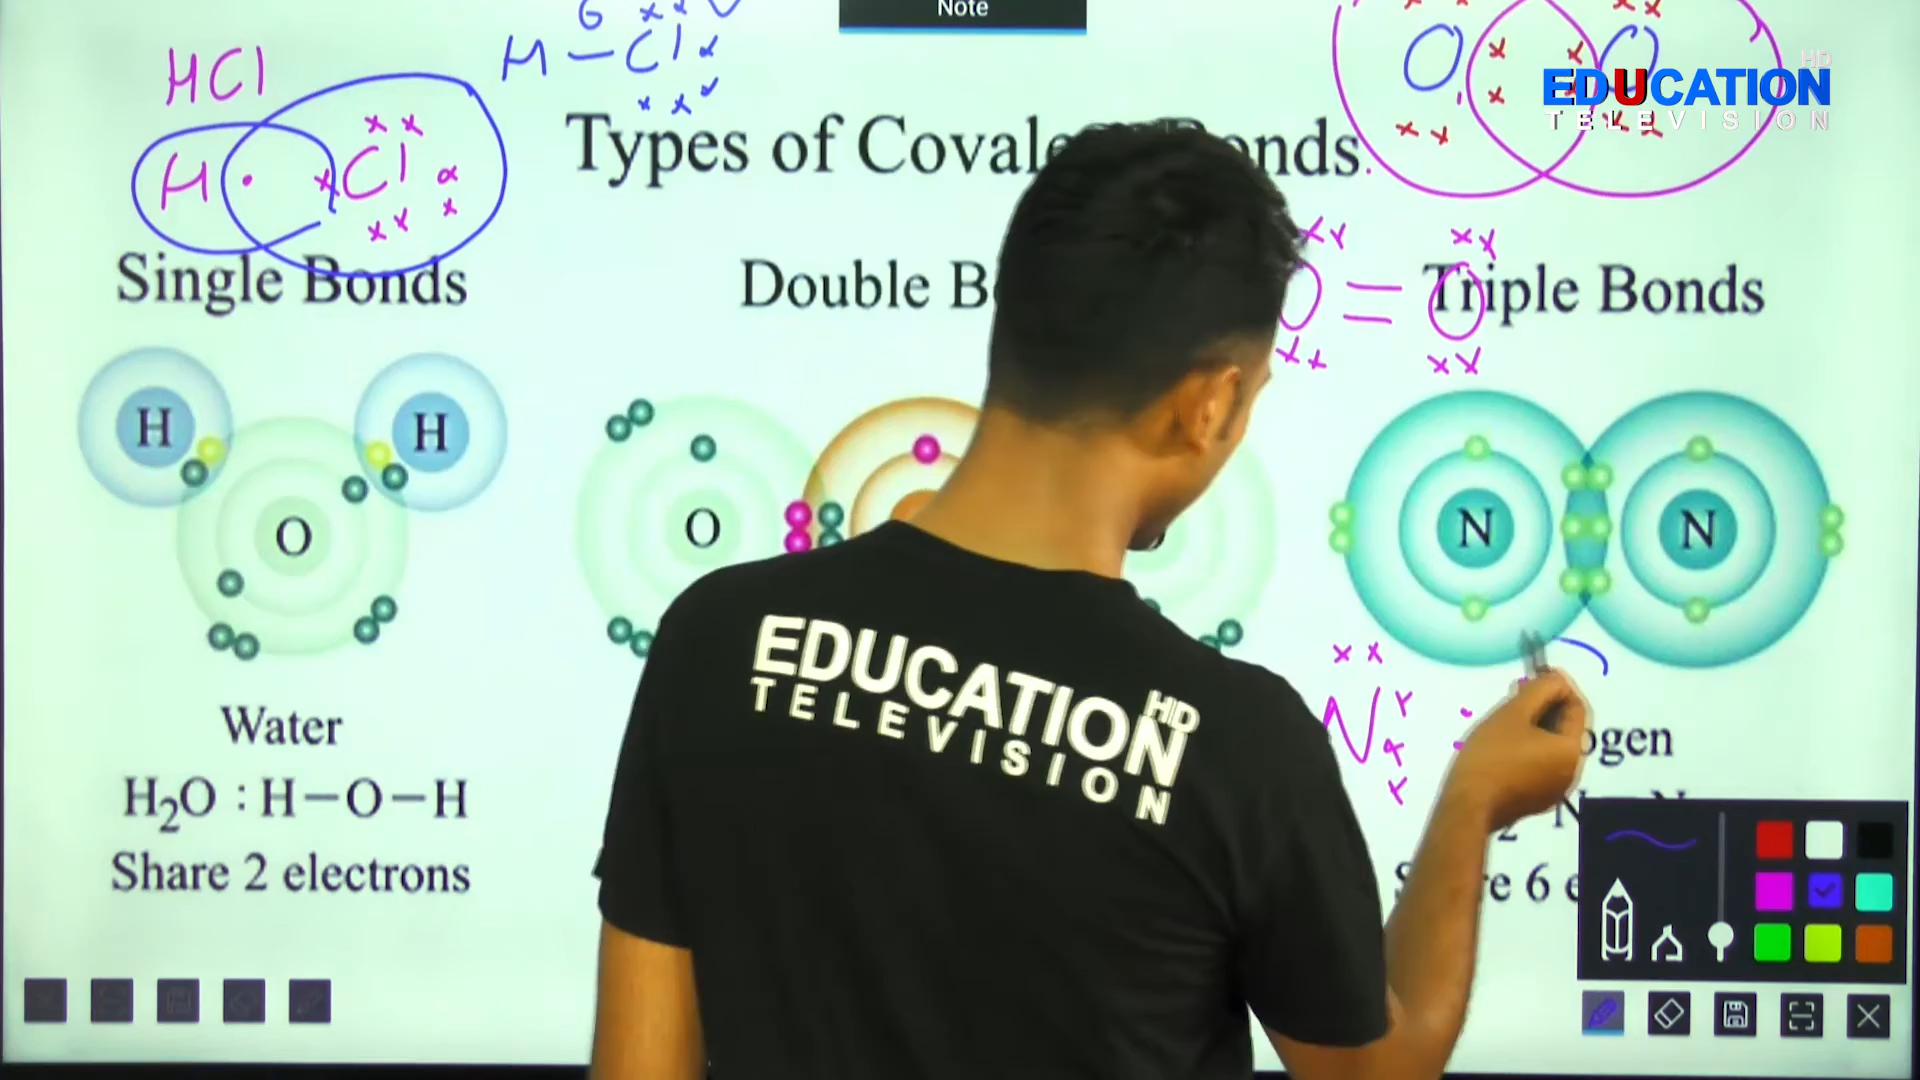 Note
HCl
H – Cl
O O
EDUCATION HD
TELEVISION
Types of Covale onds
H Cl
O = O
Single Bonds
Double B
Triple Bonds
H H
O
O
N N
EDUCATION HD
TELEVISION
N
Water
ogen
H₂O : H–O–H
Share 2 electrons
e 6 e